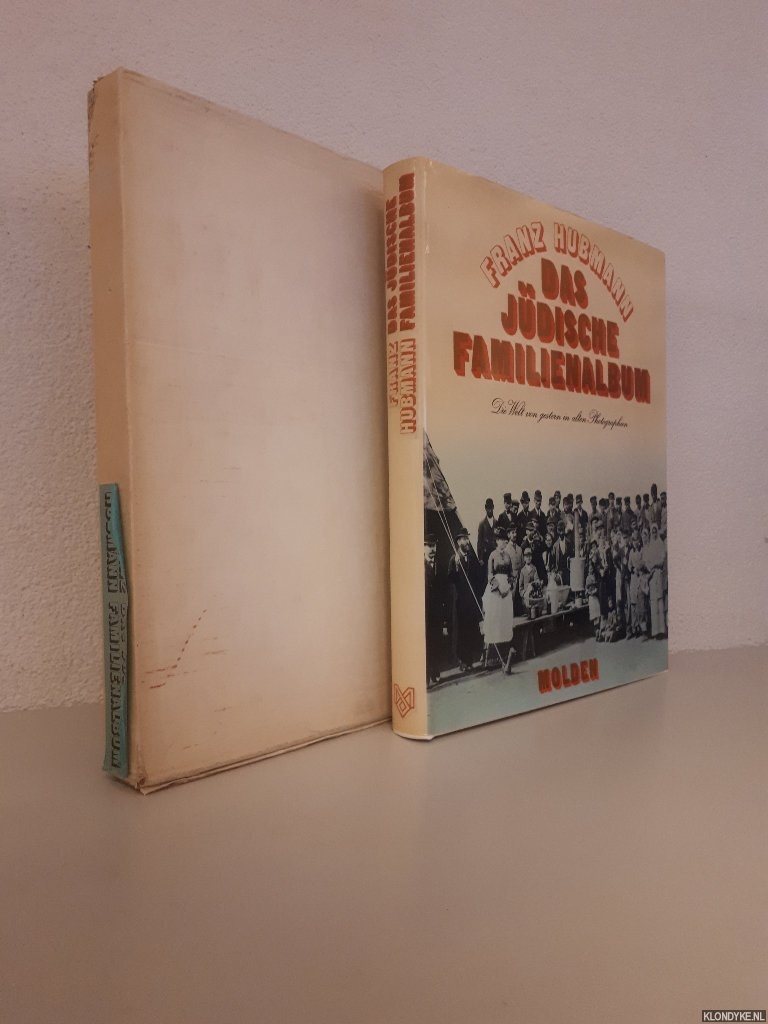 HUBMANN FAMILIENALBUM
FRANZ DAS JÜDISCHE
HUBMANN FAMILIENALBUM
FRANZ HUBMANN
DAS
JÜDISCHE
FAMILIENALBUM
Die Welt von gestern in alten Photographien
MOLDEN
KLONDYKE.NL